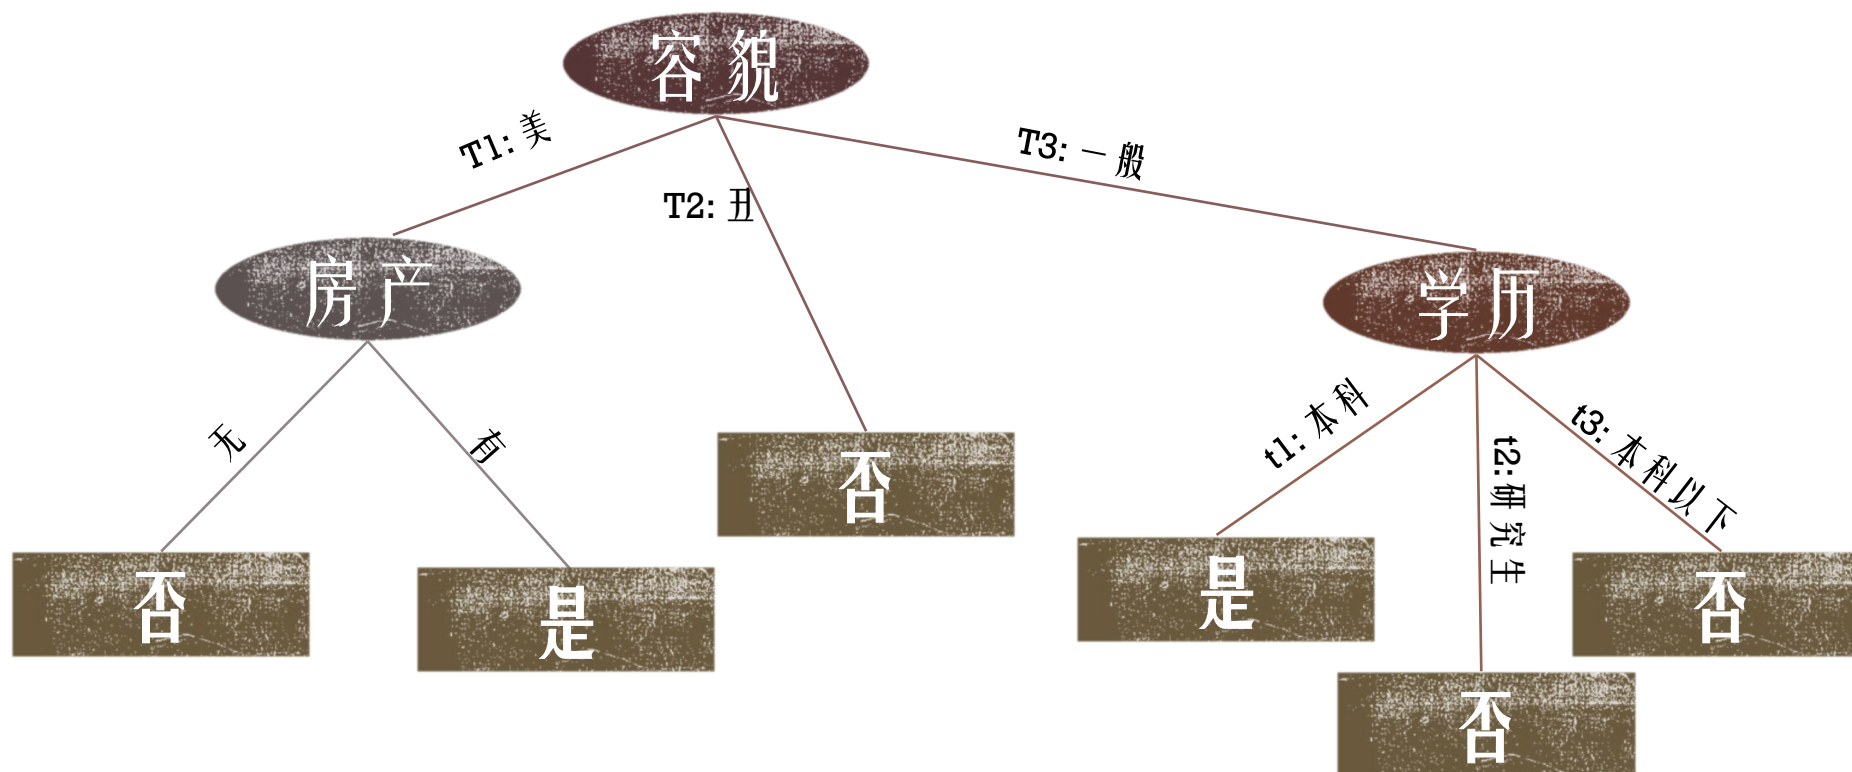 容貌
T1: 美
T2: 丑
T3: 一般
房产
学历
无
有
否
t1: 本科
t2: 研究生
t3: 本科以下
否
是
是
否
否